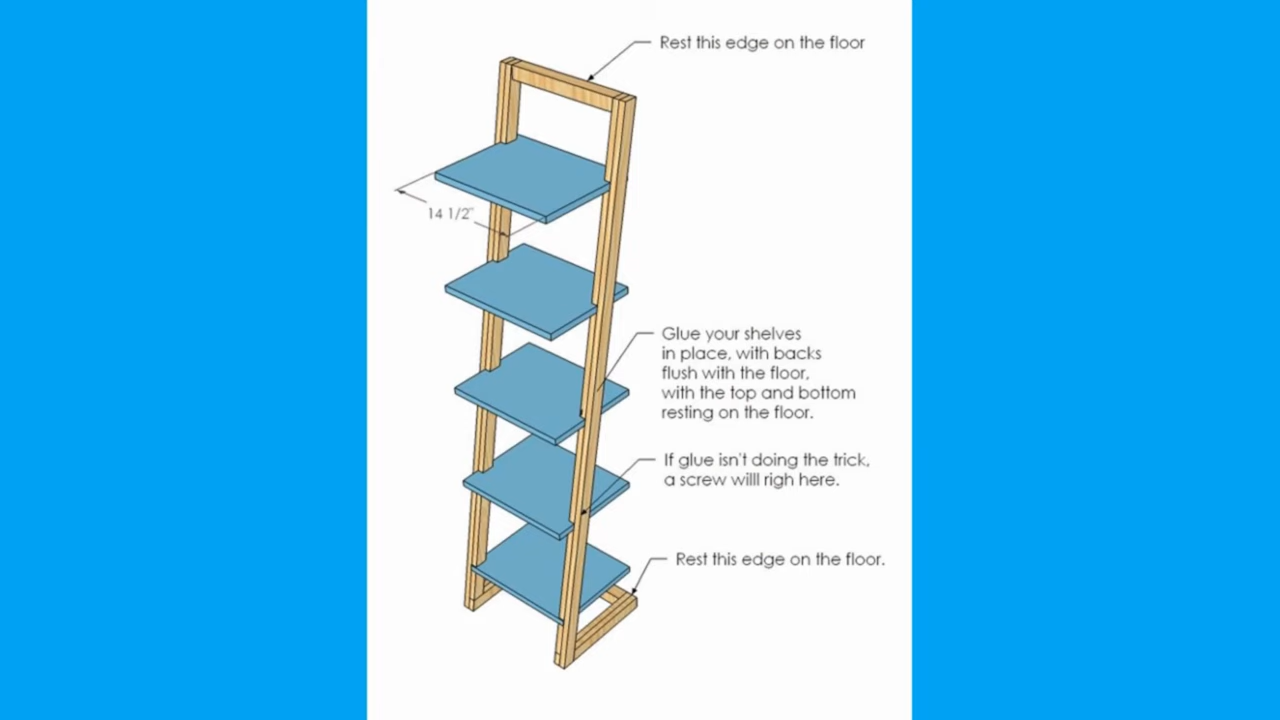 Rest this edge on the floor
14 1/2"
Glue your shelves
in place, with backs
flush with the floor,
with the top and bottom
resting on the floor.
If glue isn't doing the trick,
a screw willl righ here.
Rest this edge on the floor.